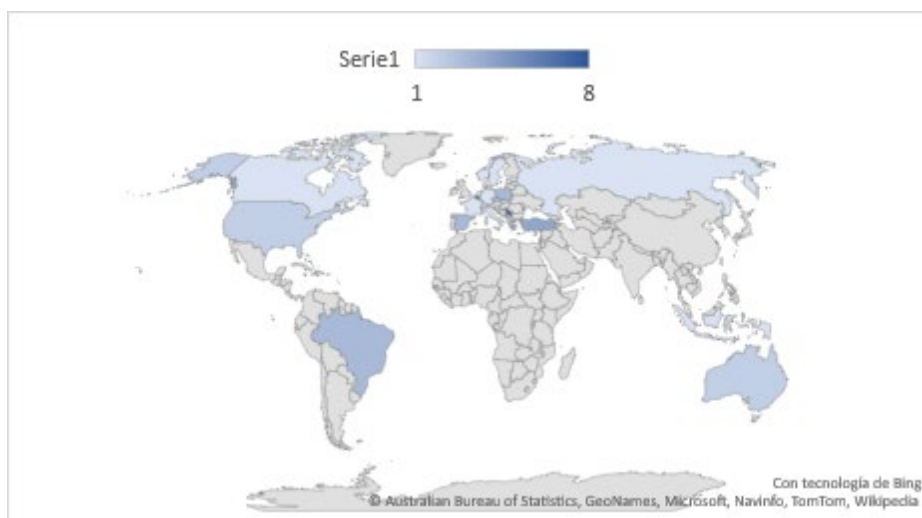 Serie1
1 8
Con tecnología de Bing
© Australian Bureau of Statistics, GeoNames, Microsoft, Navinfo, TomTom, Wikipedia